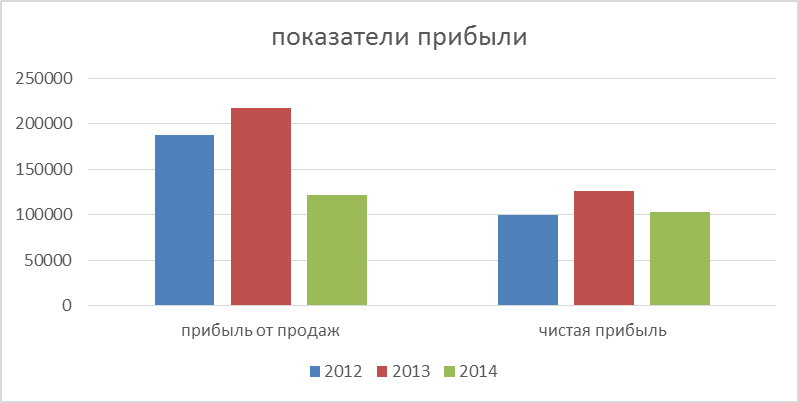 показатели прибыли
250000
200000
150000
100000
50000
0
прибыль от продаж
чистая прибыль
2012 2013 2014